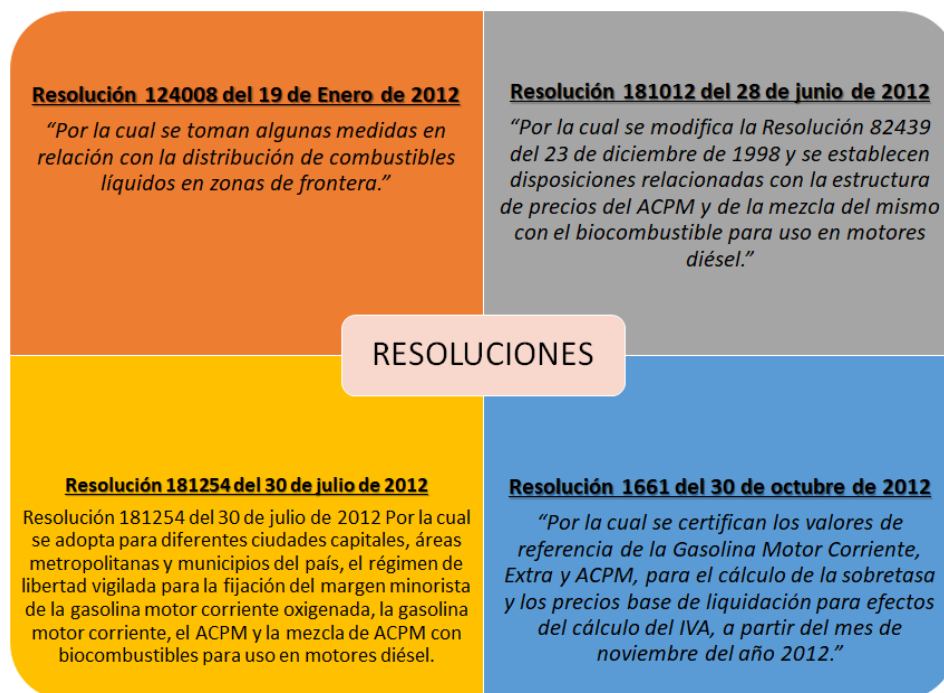 Resolución 124008 del 19 de Enero de 2012
“Por la cual se toman algunas medidas en
relación con la distribución de combustibles
líquidos en zonas de frontera.”
Resolución 181012 del 28 de junio de 2012
“Por la cual se modifica la Resolución 82439
del 23 de diciembre de 1998 y se establecen
disposiciones relacionadas con la estructura
de precios del ACPM y de la mezcla del mismo
con el biocombustible para uso en motores
diésel.”
RESOLUCIONES
Resolución 181254 del 30 de julio de 2012
Resolución 181254 del 30 de julio de 2012 Por la cual
se adopta para diferentes ciudades capitales, áreas
metropolitanas y municipios del país, el régimen de
libertad vigilada para la fijación del margen minorista
de la gasolina motor corriente oxigenada, la gasolina
motor corriente, el ACPM y la mezcla de ACPM con
biocombustibles para uso en motores diésel.
Resolución 1661 del 30 de octubre de 2012
“Por la cual se certifican los valores de
referencia de la Gasolina Motor Corriente,
Extra y ACPM, para el cálculo de la sobretasa
y los precios base de liquidación para efectos
del cálculo del IVA, a partir del mes de
noviembre del año 2012.”